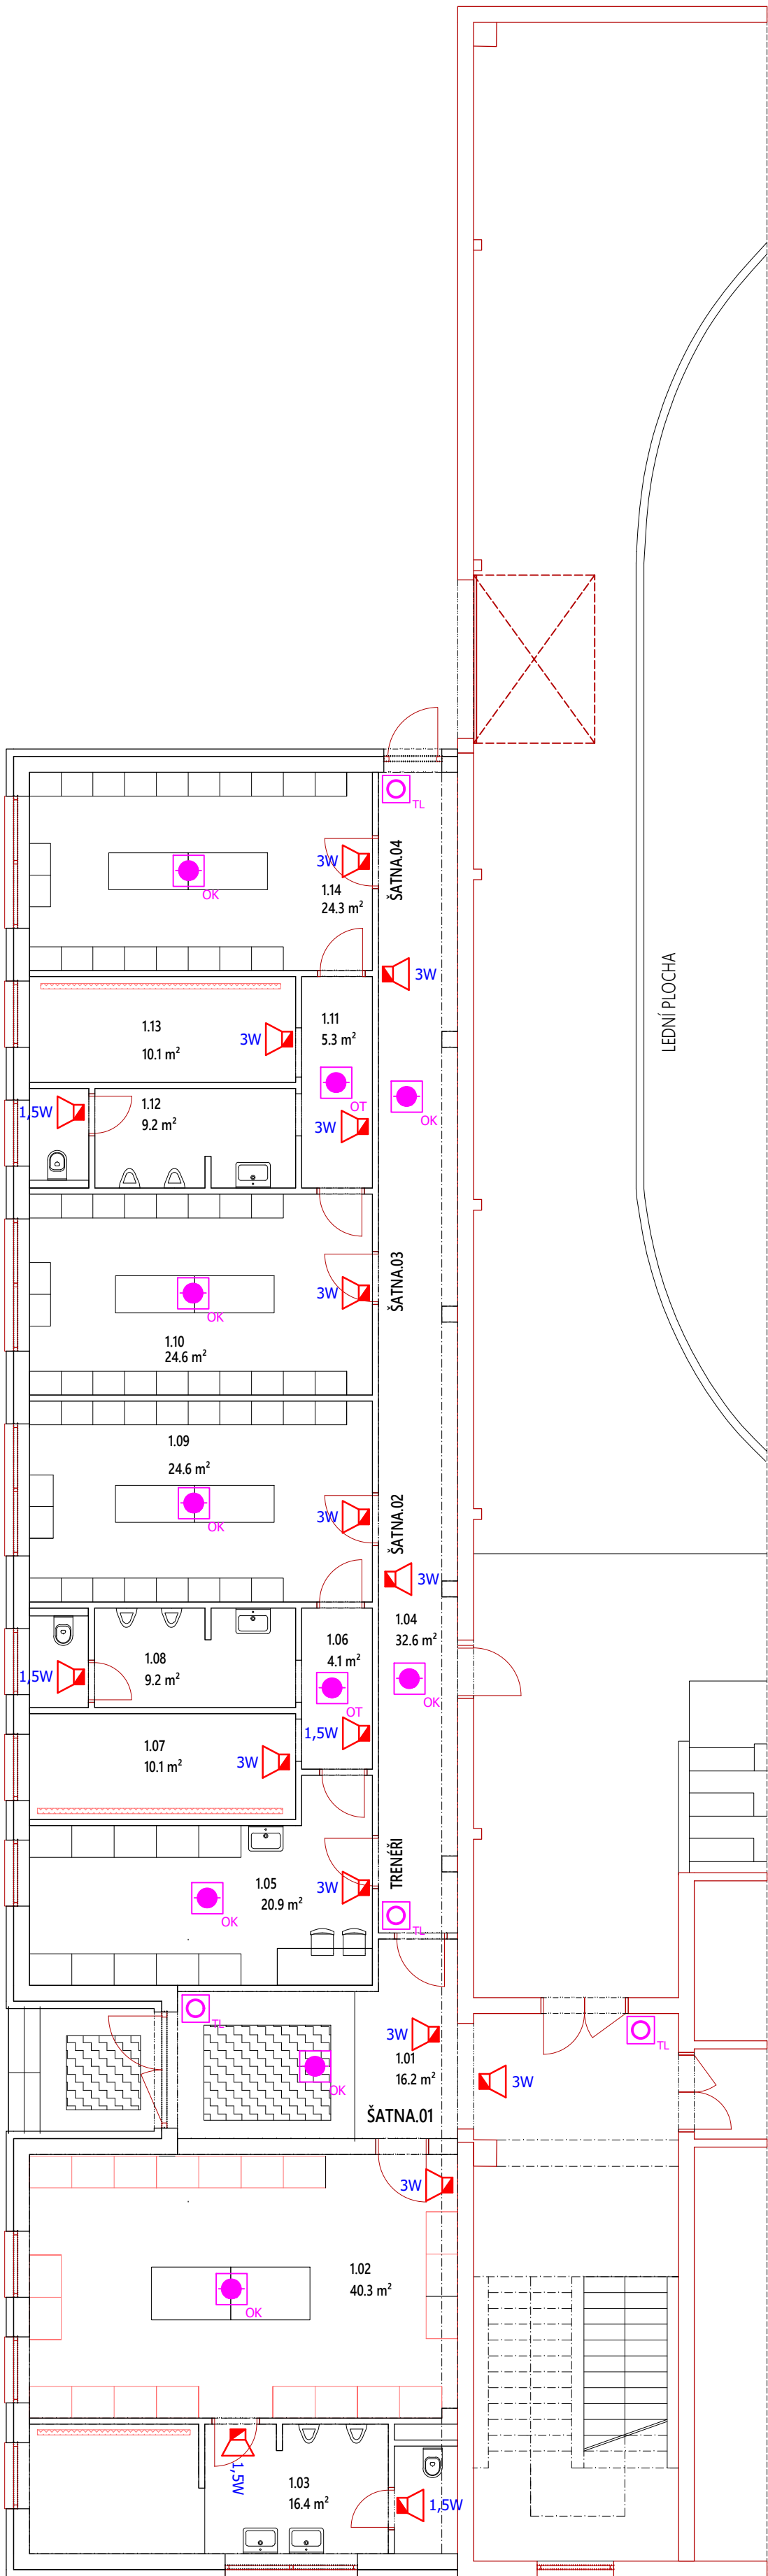 TL
ŠATNA.04
3W
OK
1.14
24.3 m²
3W
LEDNÍ PLOCHA
1.11
5.3 m²
1.13
10.1 m²
3W
OT
1.12
9.2 m²
1,5W
3W
OK
ŠATNA.03
3W
OK
1.10
24.6 m²
1.09
24.6 m²
ŠATNA.02
3W
OK
3W
1.04
32.6 m²
1.06
4.1 m²
1.08
9.2 m²
1,5W
OK
OT
1,5W
1.07
10.1 m²
3W
TRENÉŘI
1.05
20.9 m²
3W
OK
TL
TL
3W
TL
1.01
16.2 m²
OK
3W
ŠATNA.01
3W
1.02
40.3 m²
OK
1,5W
1.03
16.4 m²
1,5W